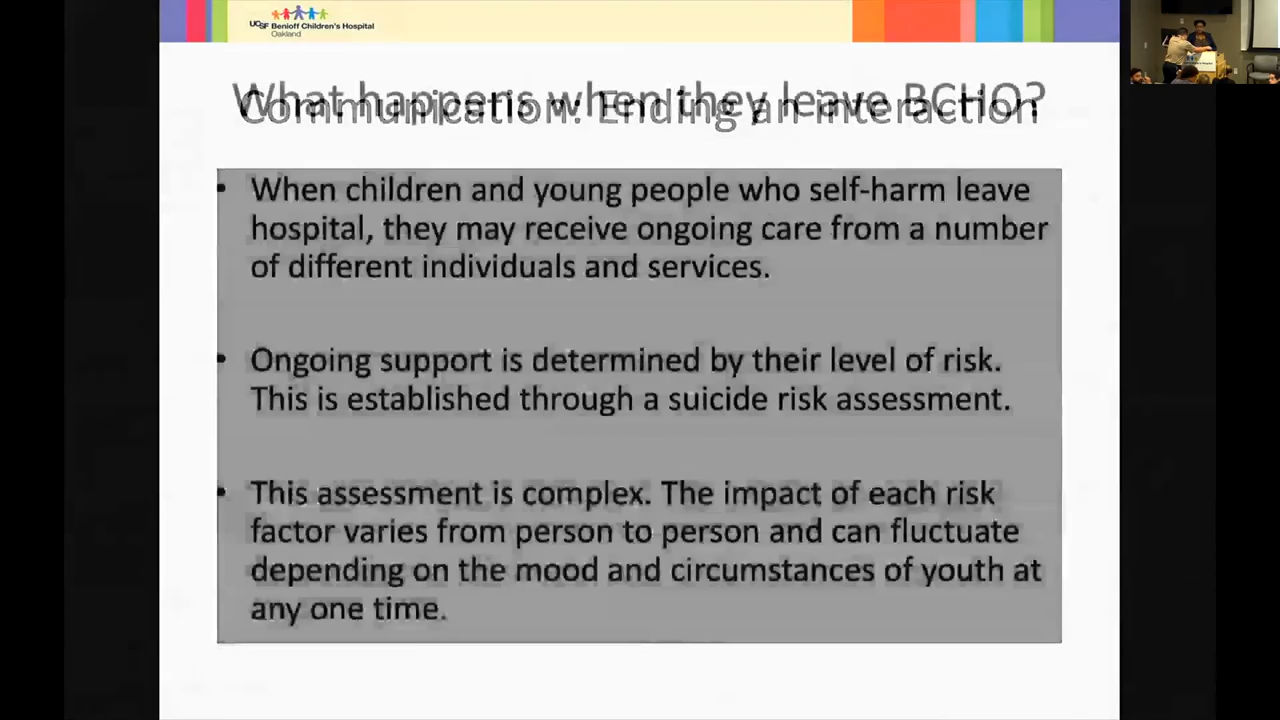 UCSF Benioff Children's Hospital
Oakland
What happens when they leave BCHO?
Communication: Ending an interaction
• When children and young people who self-harm leave
hospital, they may receive ongoing care from a number
of different individuals and services.
• Ongoing support is determined by their level of risk.
This is established through a suicide risk assessment.
• This assessment is complex. The impact of each risk
factor varies from person to person and can fluctuate
depending on the mood and circumstances of youth at
any one time.